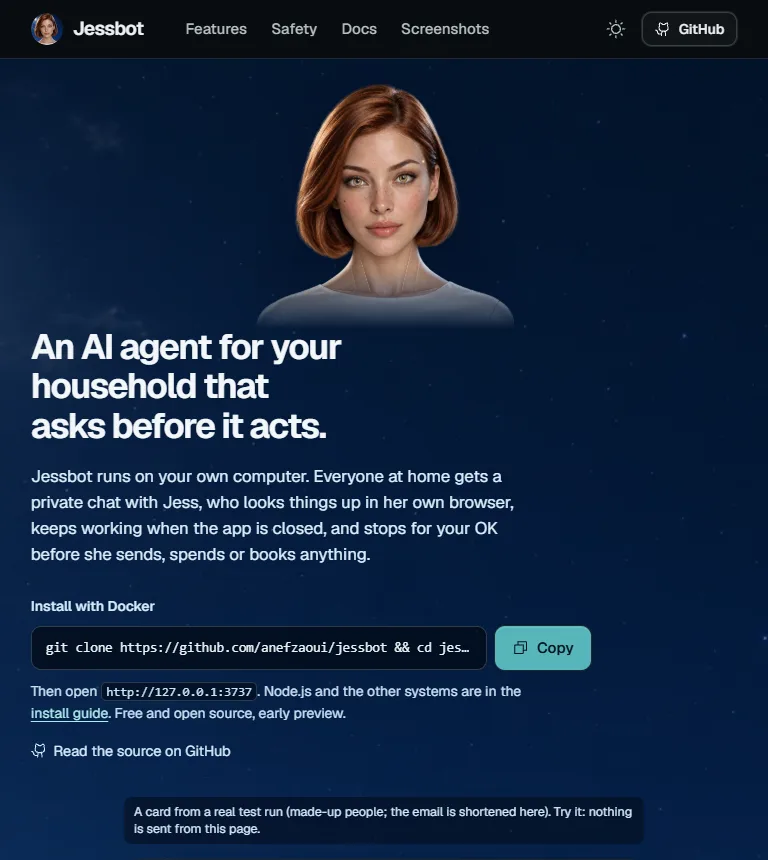 Jessbot
Features
Safety
Docs
Screenshots
GitHub
An AI agent for your
household that
asks before it acts.
Jessbot runs on your own computer. Everyone at home gets a
private chat with Jess, who looks things up in her own browser,
keeps working when the app is closed, and stops for your OK
before she sends, spends or books anything.
Install with Docker
git clone https://github.com/anefzaoui/jessbot && cd jes…
Copy
Then open http://127.0.0.1:3737. Node.js and the other systems are in the
install guide. Free and open source, early preview.
Read the source on GitHub
A card from a real test run (made-up people; the email is shortened here). Try it: nothing
is sent from this page.